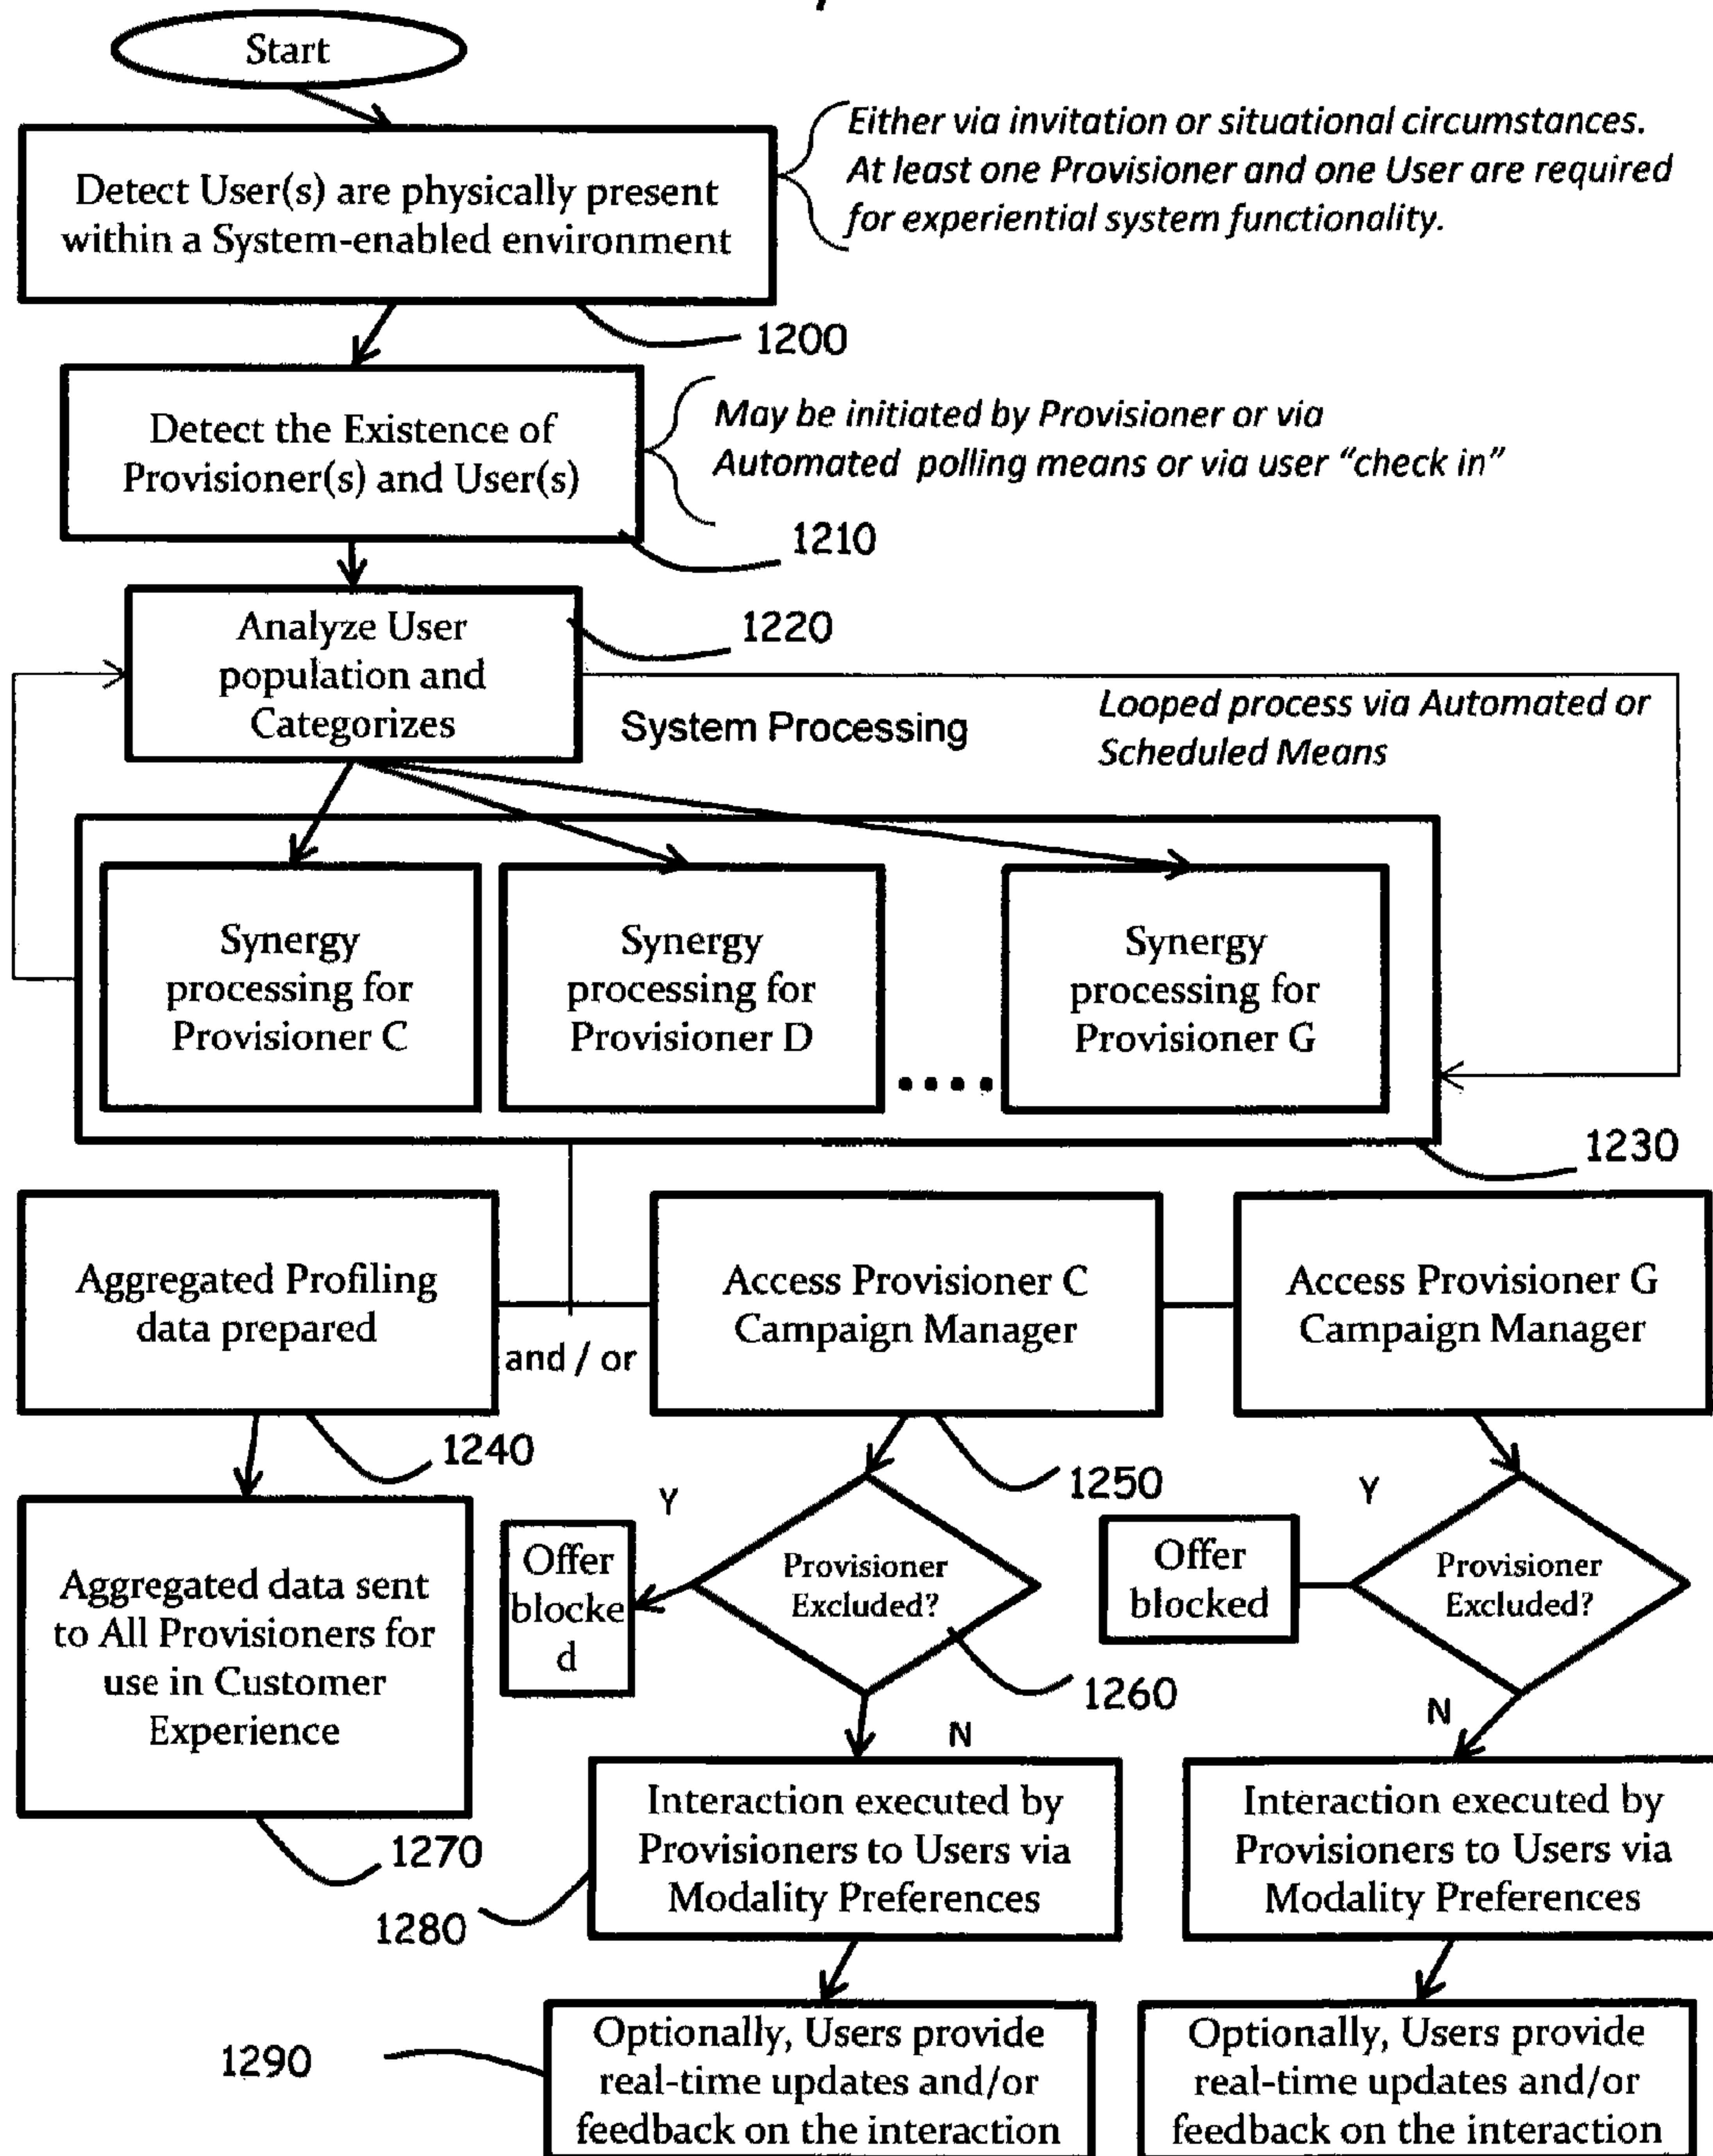 Start
Detect User(s) are physically present
within a System-enabled environment
Either via invitation or situational circumstances.
At least one Provisioner and one User are required
for experiential system functionality.
1200
Detect the Existence of
Provisioner(s) and User(s)
May be initiated by Provisioner or via
Automated polling means or via user “check in”
1210
Analyze User
population and
Categorizes
1220
System Processing
Looped process via Automated or
Scheduled Means
Synergy
processing for
Provisioner C
Synergy
processing for
Provisioner D
....
Synergy
processing for
Provisioner G
1230
Aggregated Profiling
data prepared
and / or
Access Provisioner C
Campaign Manager
Access Provisioner G
Campaign Manager
1240
1250
Aggregated data sent
to All Provisioners for
use in Customer
Experience
Y
Offer
blocke
d
Provisioner
Excluded?
Y
Offer
blocked
Provisioner
Excluded?
1260
N
N
1270
1280
Interaction executed by
Provisioners to Users via
Modality Preferences
Interaction executed by
Provisioners to Users via
Modality Preferences
1290
Optionally, Users provide
real-time updates and/or
feedback on the interaction
Optionally, Users provide
real-time updates and/or
feedback on the interaction